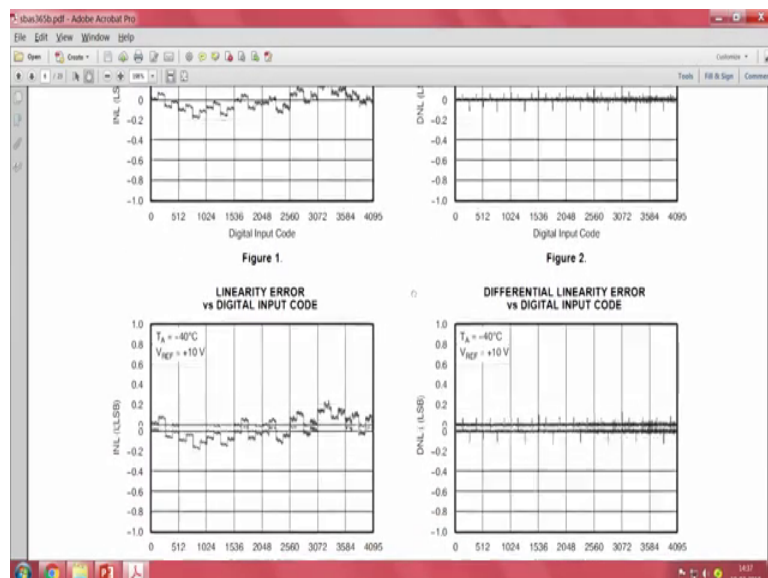 sbas365b.pdf - Adobe Acrobat Pro
File Edit View Window Help
Open Create Customize
Tools Fill & Sign Comment
INL (LS
0
-0.2
-0.4
-0.6
-0.8
-1.0
0 512 1024 1536 2048 2560 3072 3584 4095
Digital Input Code
Figure 1.
DNL (L
0
-0.2
-0.4
-0.6
-0.8
-1.0
0 512 1024 1536 2048 2560 3072 3584 4095
Digital Input Code
Figure 2.
LINEARITY ERROR
vs DIGITAL INPUT CODE
TA = -40°C
VREF = +10 V
1.0
0.8
0.6
0.4
0.2
0
0
-0.2
-0.4
-0.6
-0.8
-1.0
0 512 1024 1536 2048 2560 3072 3584 4095
DIFFERENTIAL LINEARITY ERROR
vs DIGITAL INPUT CODE
TA = -40°C
VREF = +10 V
1.0
0.8
0.6
0.4
0.2
0
0
-0.2
-0.4
-0.6
-0.8
-1.0
0 512 1024 1536 2048 2560 3072 3584 4095
14:37